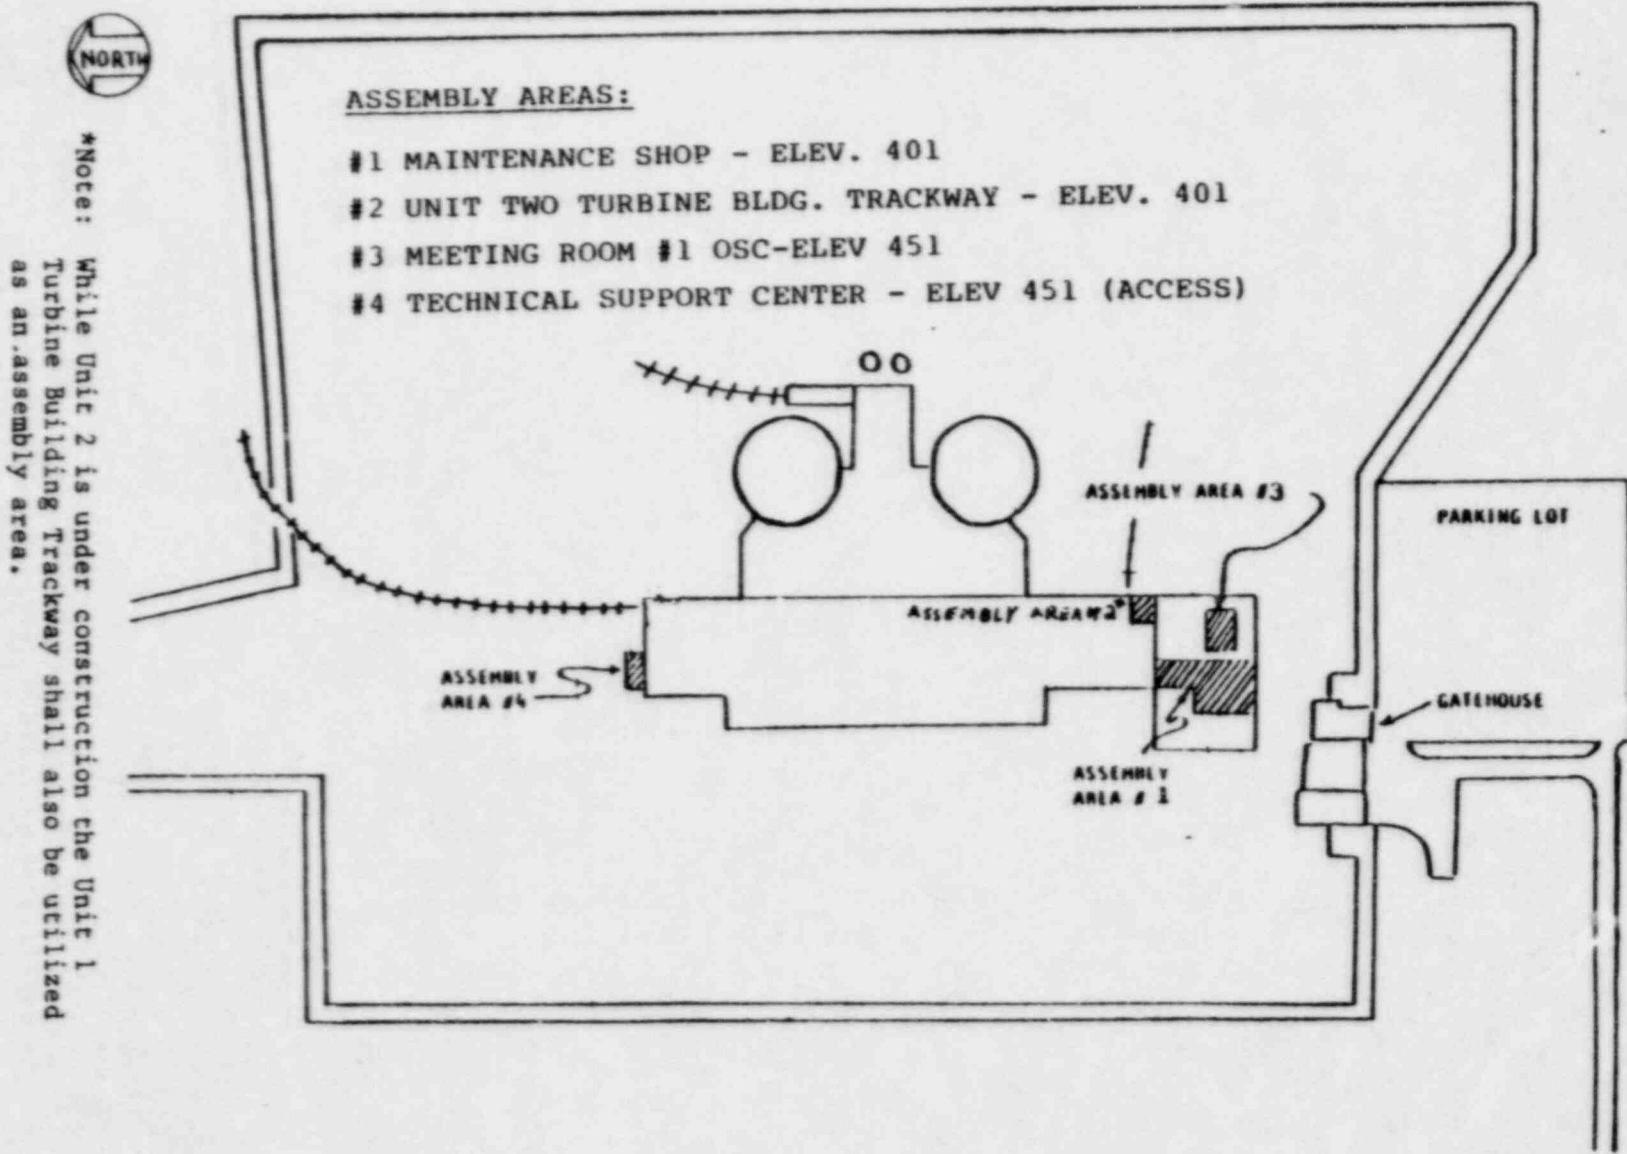 NORTH
ASSEMBLY AREAS:
#1 MAINTENANCE SHOP - ELEV. 401
#2 UNIT TWO TURBINE BLDG. TRACKWAY - ELEV. 401
#3 MEETING ROOM #1 OSC-ELEV 451
#4 TECHNICAL SUPPORT CENTER - ELEV 451 (ACCESS)
*Note: While Unit 2 is under construction the Unit 1
Turbine Building Trackway shall also be utilized
as an assembly area.
ASSEMBLY AREA #3
PARKING LOT
ASSEMBLY AREA #2*
ASSEMBLY
AREA #4
GATEHOUSE
ASSEMBLY
AREA # 1